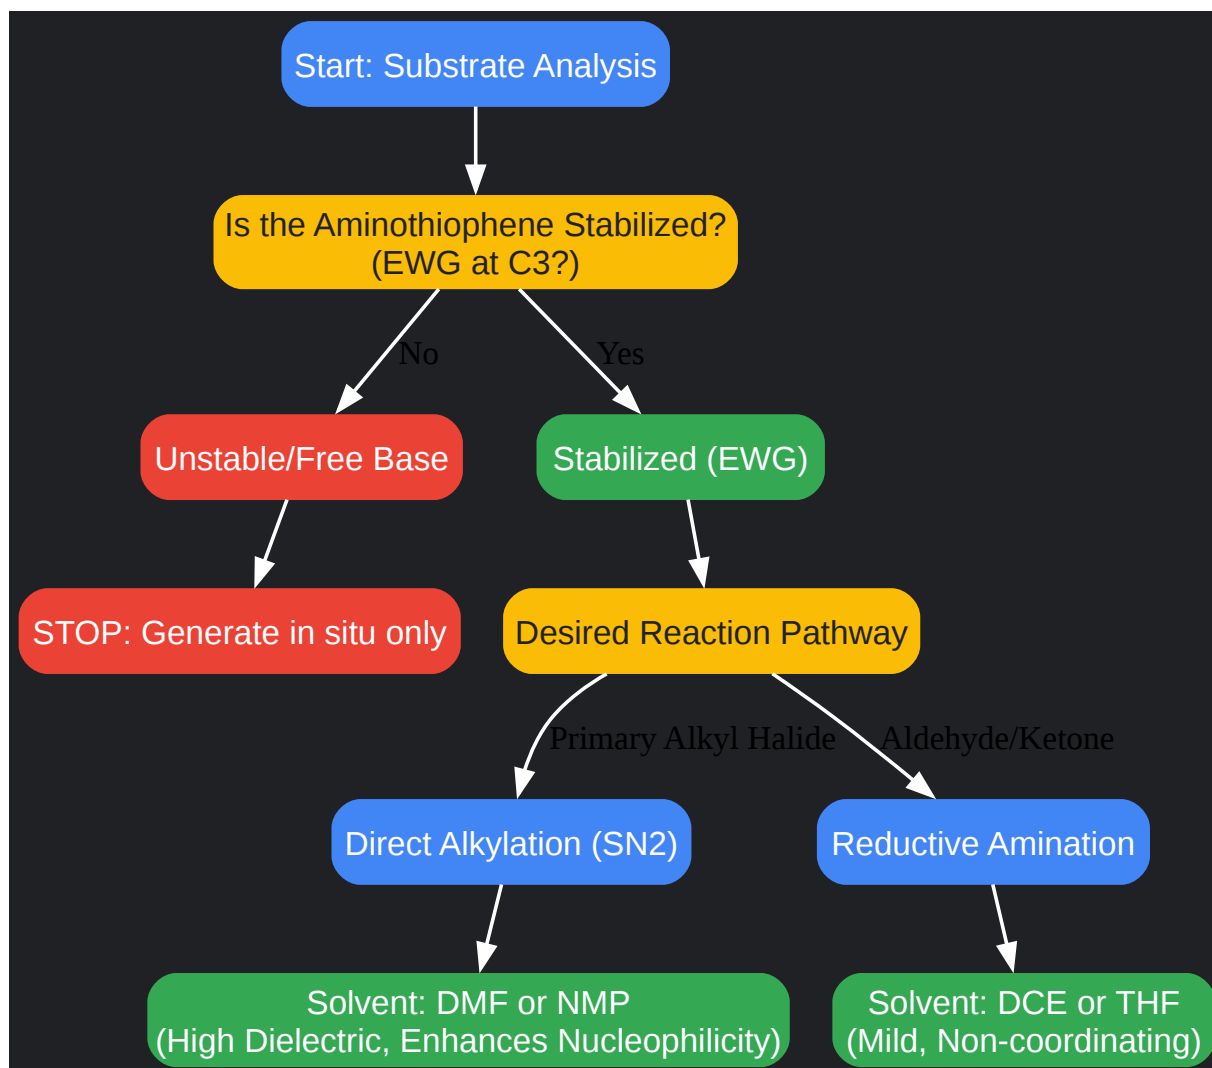 Start: Substrate Analysis
Is the Aminothiophene Stabilized?
(EWG at C3?)
No
Yes
Unstable/Free Base
Stabilized (EWG)
STOP: Generate in situ only
Desired Reaction Pathway
Primary Alkyl Halide
Aldehyde/Ketone
Direct Alkylation (SN2)
Reductive Amination
Solvent: DMF or NMP
(High Dielectric, Enhances Nucleophilicity)
Solvent: DCE or THF
(Mild, Non-coordinating)